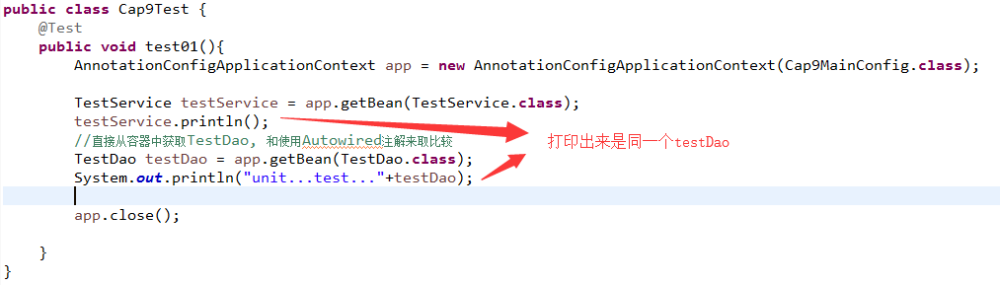 public class Cap9Test {
@Test
public void test01(){
AnnotationConfigApplicationContext app = new AnnotationConfigApplicationContext(Cap9MainConfig.class);
TestService testService = app.getBean(TestService.class);
testService.println();
//直接从容器中获取TestDao, 和使用Autowired注解来取比较
打印出来是同一个testDao
TestDao testDao = app.getBean(TestDao.class);
System.out.println("unit...test..."+testDao);
app.close();
}
}